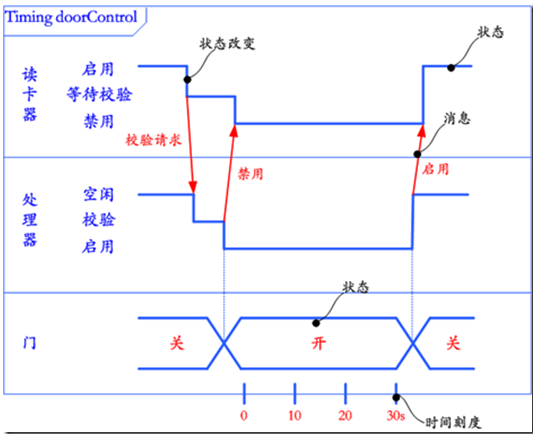 Timing doorControl
状态改变
状态
读卡器
启用
等待校验
禁用
消息
校验请求
禁用
启用
处理器
空闲
校验
启用
状态
门
关
开
关
0
10
20
30s
时间刻度